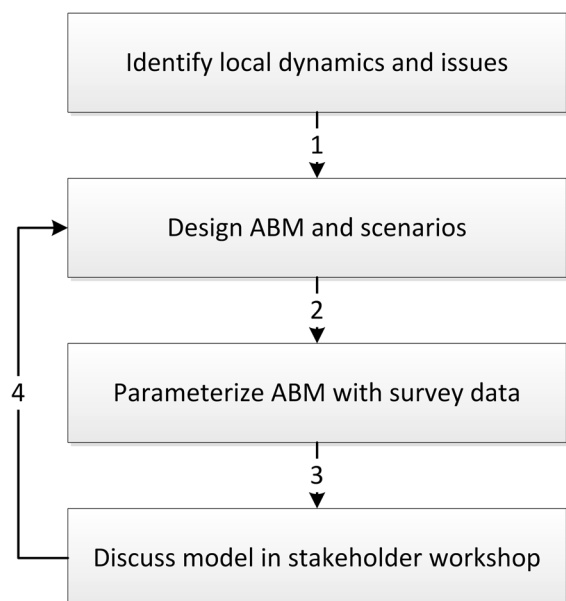 Identify local dynamics and issues
1
Design ABM and scenarios
2
4
Parameterize ABM with survey data
3
Discuss model in stakeholder workshop